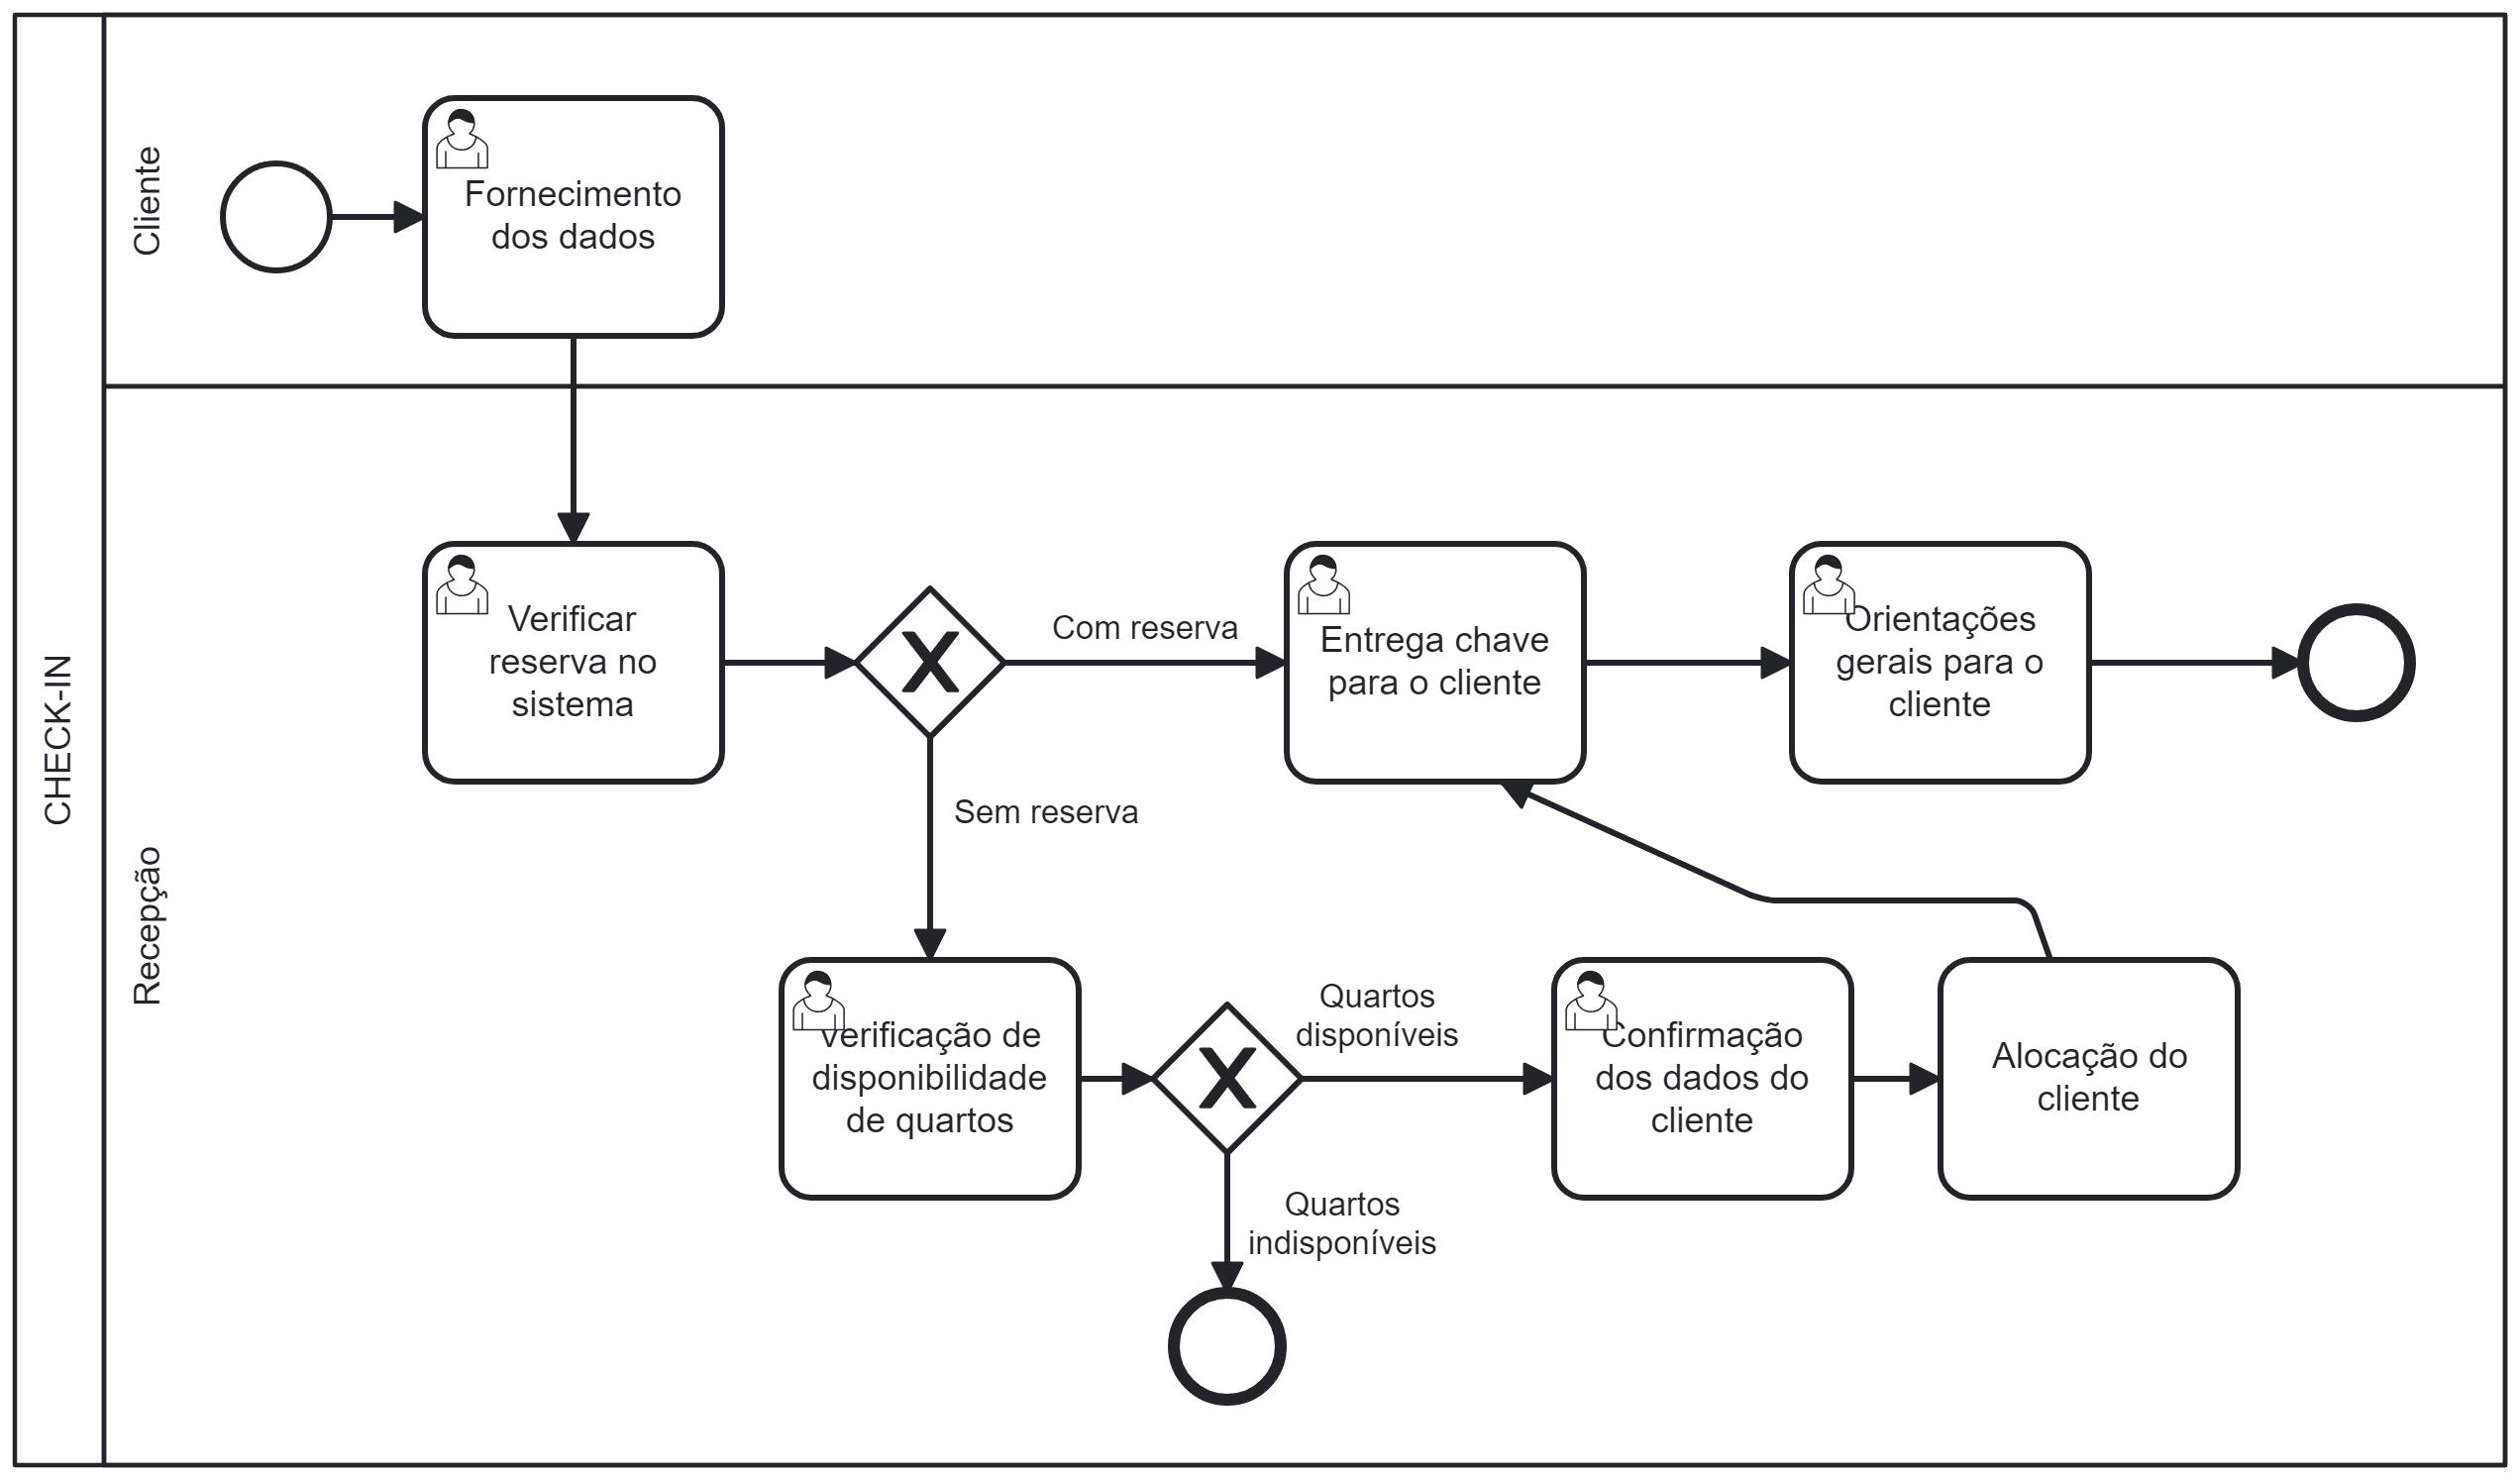 CHECK-IN
Cliente
Fornecimento
dos dados
Recepção
Verificar
reserva no
sistema
Com reserva
Entrega chave
para o cliente
Orientações
gerais para o
cliente
Sem reserva
Verificação de
disponibilidade
de quartos
Quartos
disponíveis
Confirmação
dos dados do
cliente
Alocação do
cliente
Quartos
indisponíveis